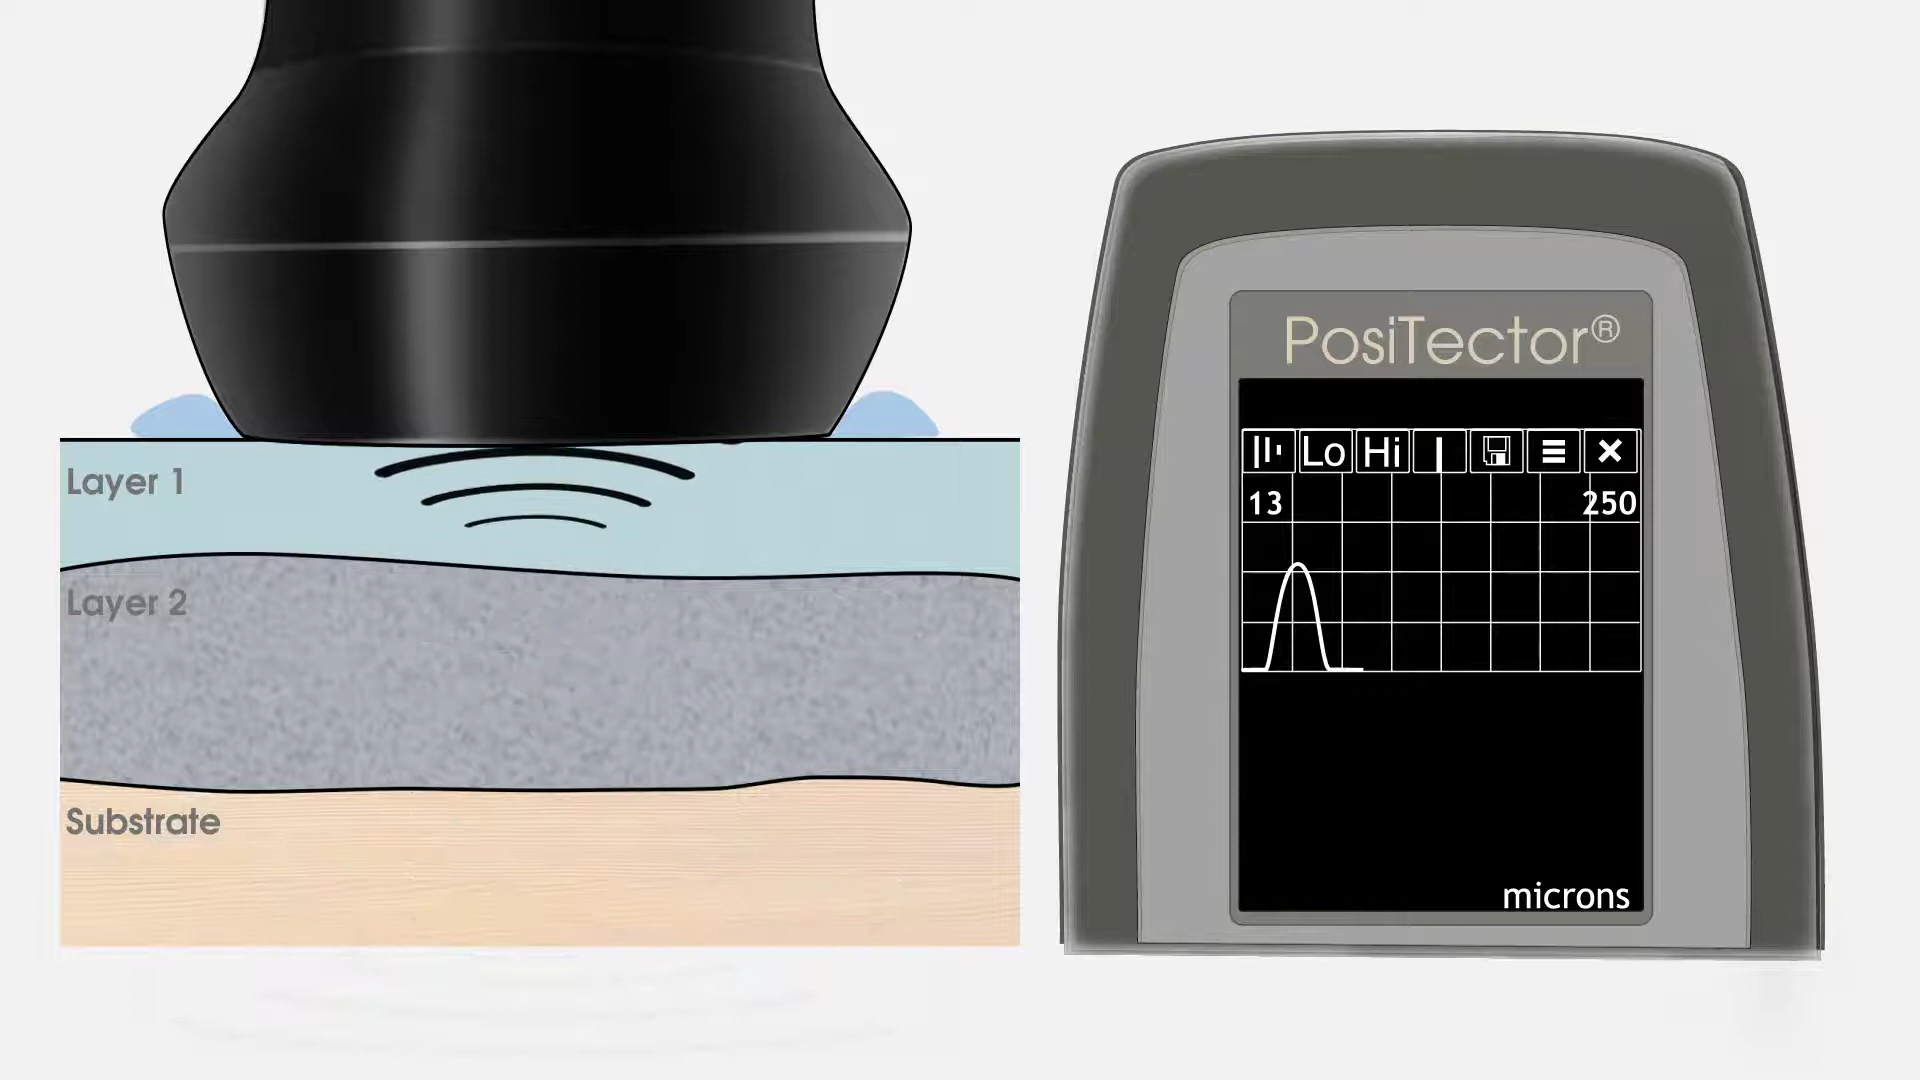 Layer 1
Layer 2
Substrate
PosiTector®
Lo Hi
13 250
microns